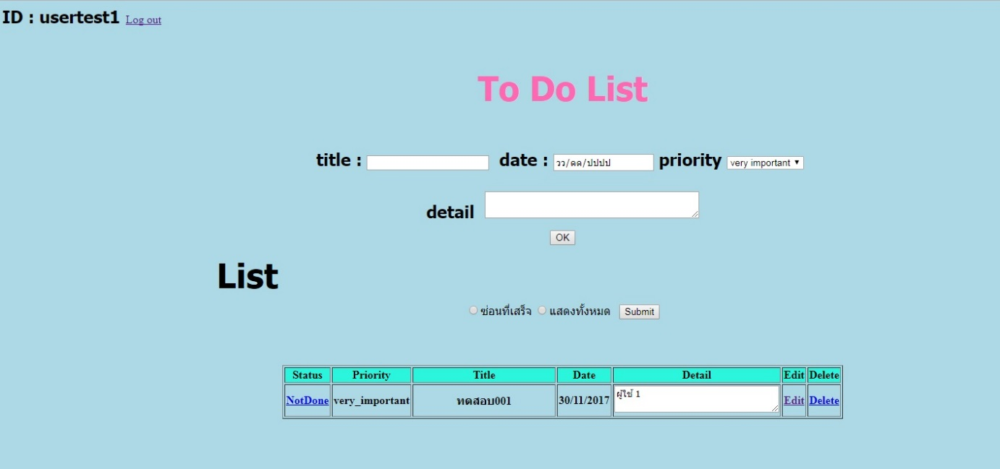 ID : usertest1 Log out
To Do List
title : date : วว/ดด/ปปปป priority very important
detail
OK
List
ซ่อนที่เสร็จ แสดงทั้งหมด Submit
Status Priority Title Date Detail Edit Delete
NotDone very_important ทดสอบ001 30/11/2017 ผู้ใช้ 1 Edit Delete